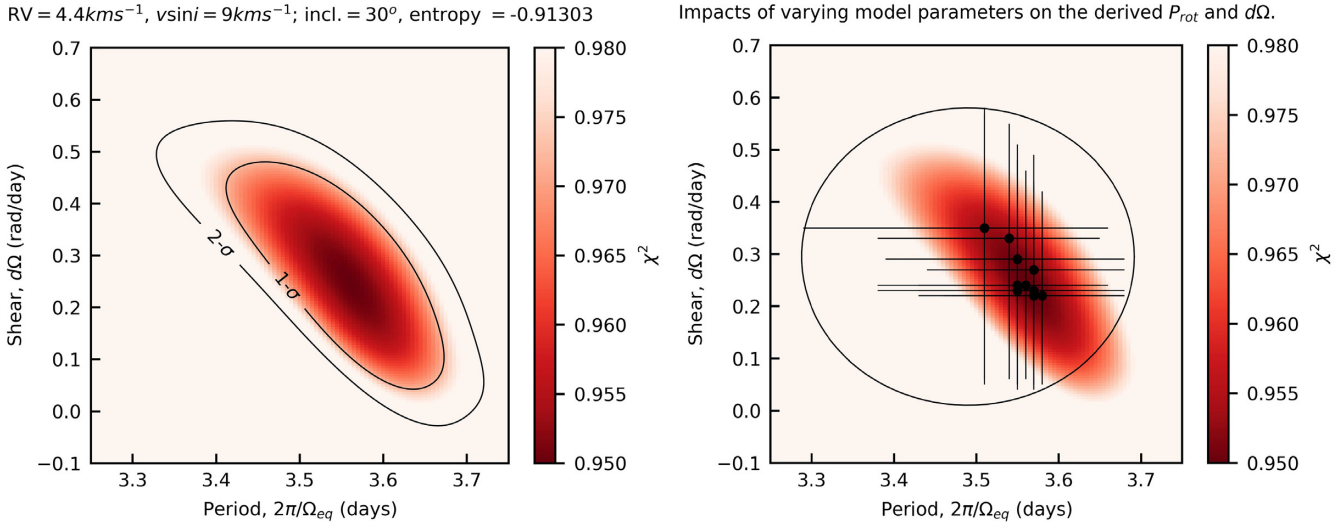 RV = 4.4kms⁻¹, vsini = 9kms⁻¹; incl. = 30ᵒ, entropy = -0.91303
0.7
0.6
0.5
0.4
0.3
0.2
0.1
0.0
−0.1
Shear, dΩ (rad/day)
2-σ
1-σ
3.3 3.4 3.5 3.6 3.7
Period, 2π/Ω_eq (days)
0.980
0.975
0.970
0.965
0.960
0.955
0.950
χ²
Impacts of varying model parameters on the derived P_rot and dΩ.
0.7
0.6
0.5
0.4
0.3
0.2
0.1
0.0
−0.1
Shear, dΩ (rad/day)
3.3 3.4 3.5 3.6 3.7
Period, 2π/Ω_eq (days)
0.980
0.975
0.970
0.965
0.960
0.955
0.950
χ²